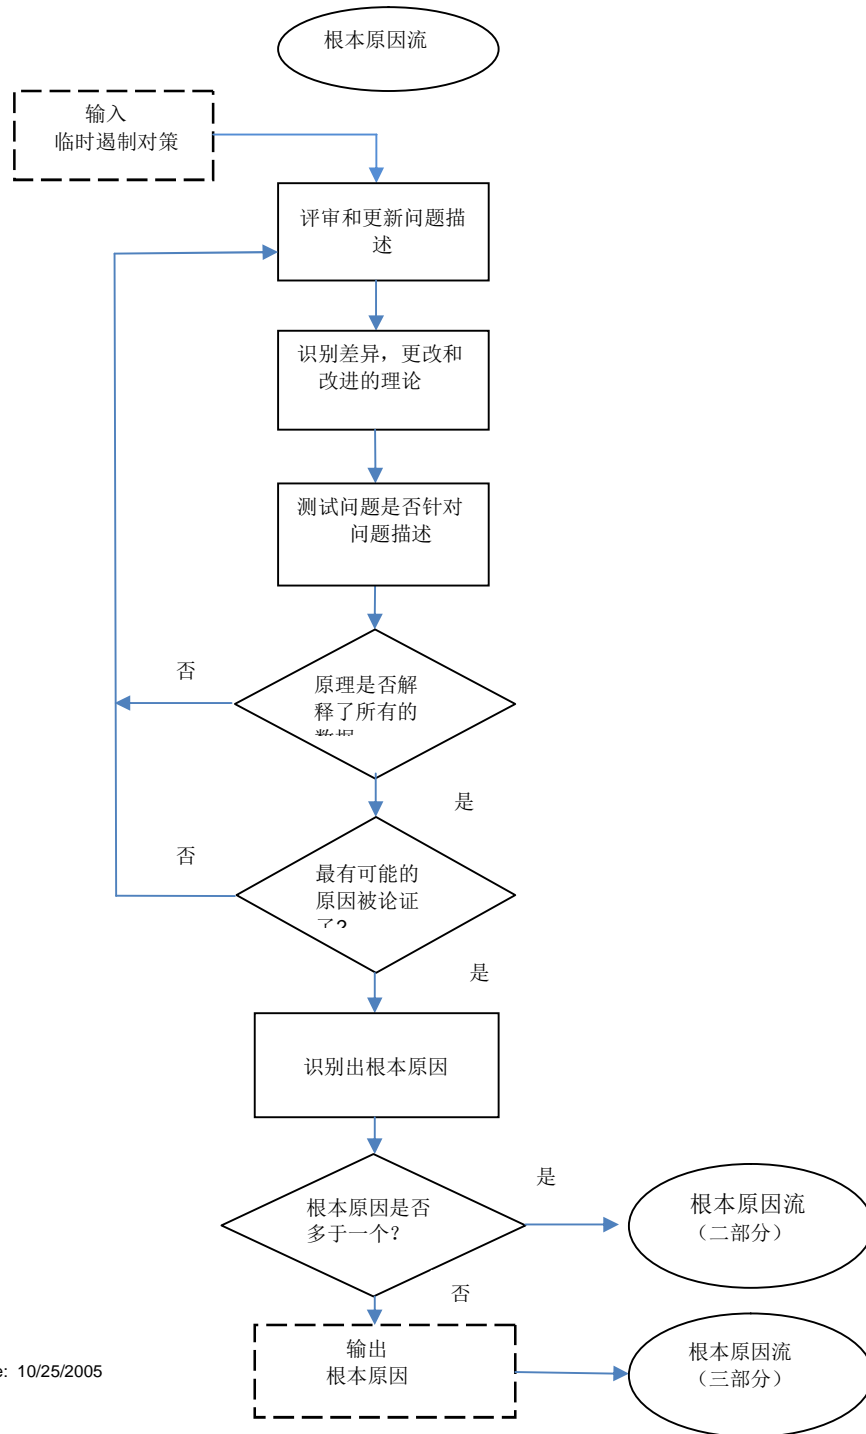 根本原因流
输入
临时遏制对策
评审和更新问题描
述
识别差异，更改和
改进的理论
测试问题是否针对
问题描述
否
原理是否解
释了所有的
是
否
最有可能的
原因被论证
了?
是
识别出根本原因
根本原因是否
多于一个？
是
根本原因流
（二部分）
否
输出
根本原因
根本原因流
（三部分）
e: 10/25/2005